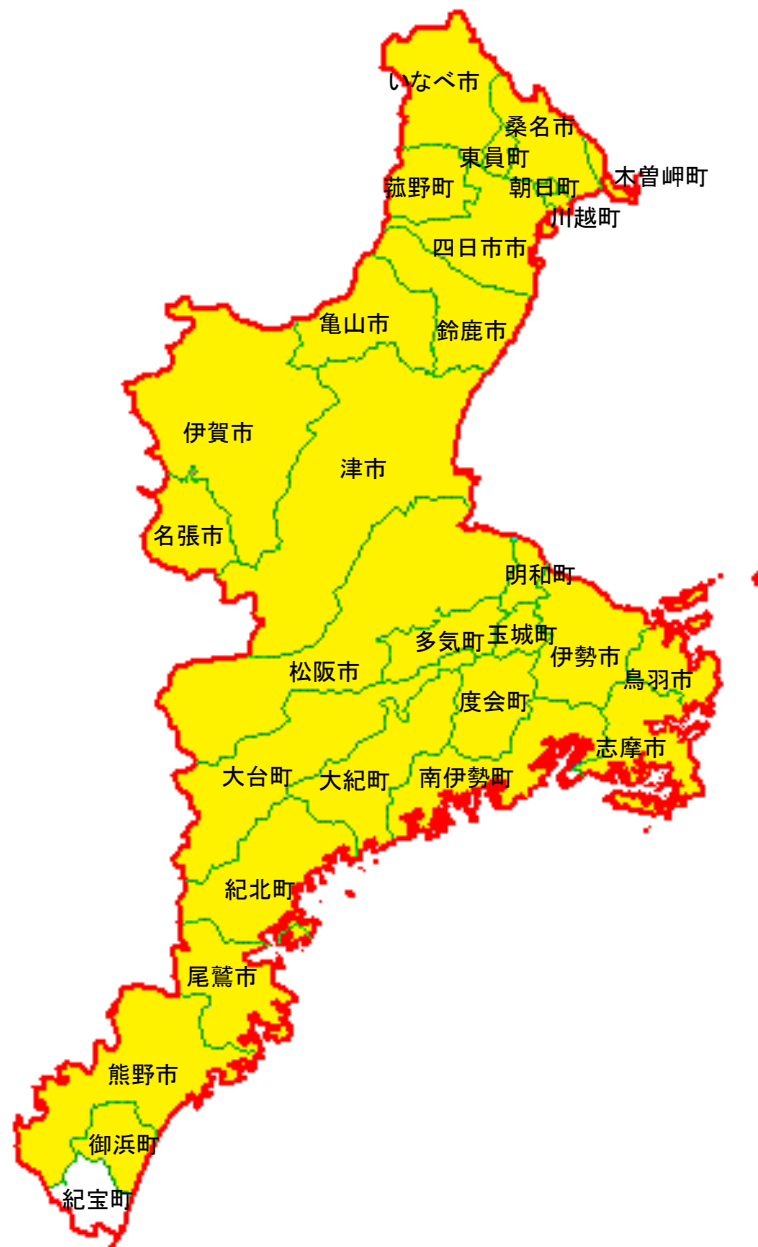 いなべ市
桑名市
東員町
木曽岬町
菰野町
朝日町
川越町
四日市市
亀山市
鈴鹿市
伊賀市
津市
名張市
明和町
玉城町
多気町
伊勢市
松阪市
鳥羽市
度会町
志摩市
大台町
大紀町
南伊勢町
紀北町
尾鷲市
熊野市
御浜町
紀宝町